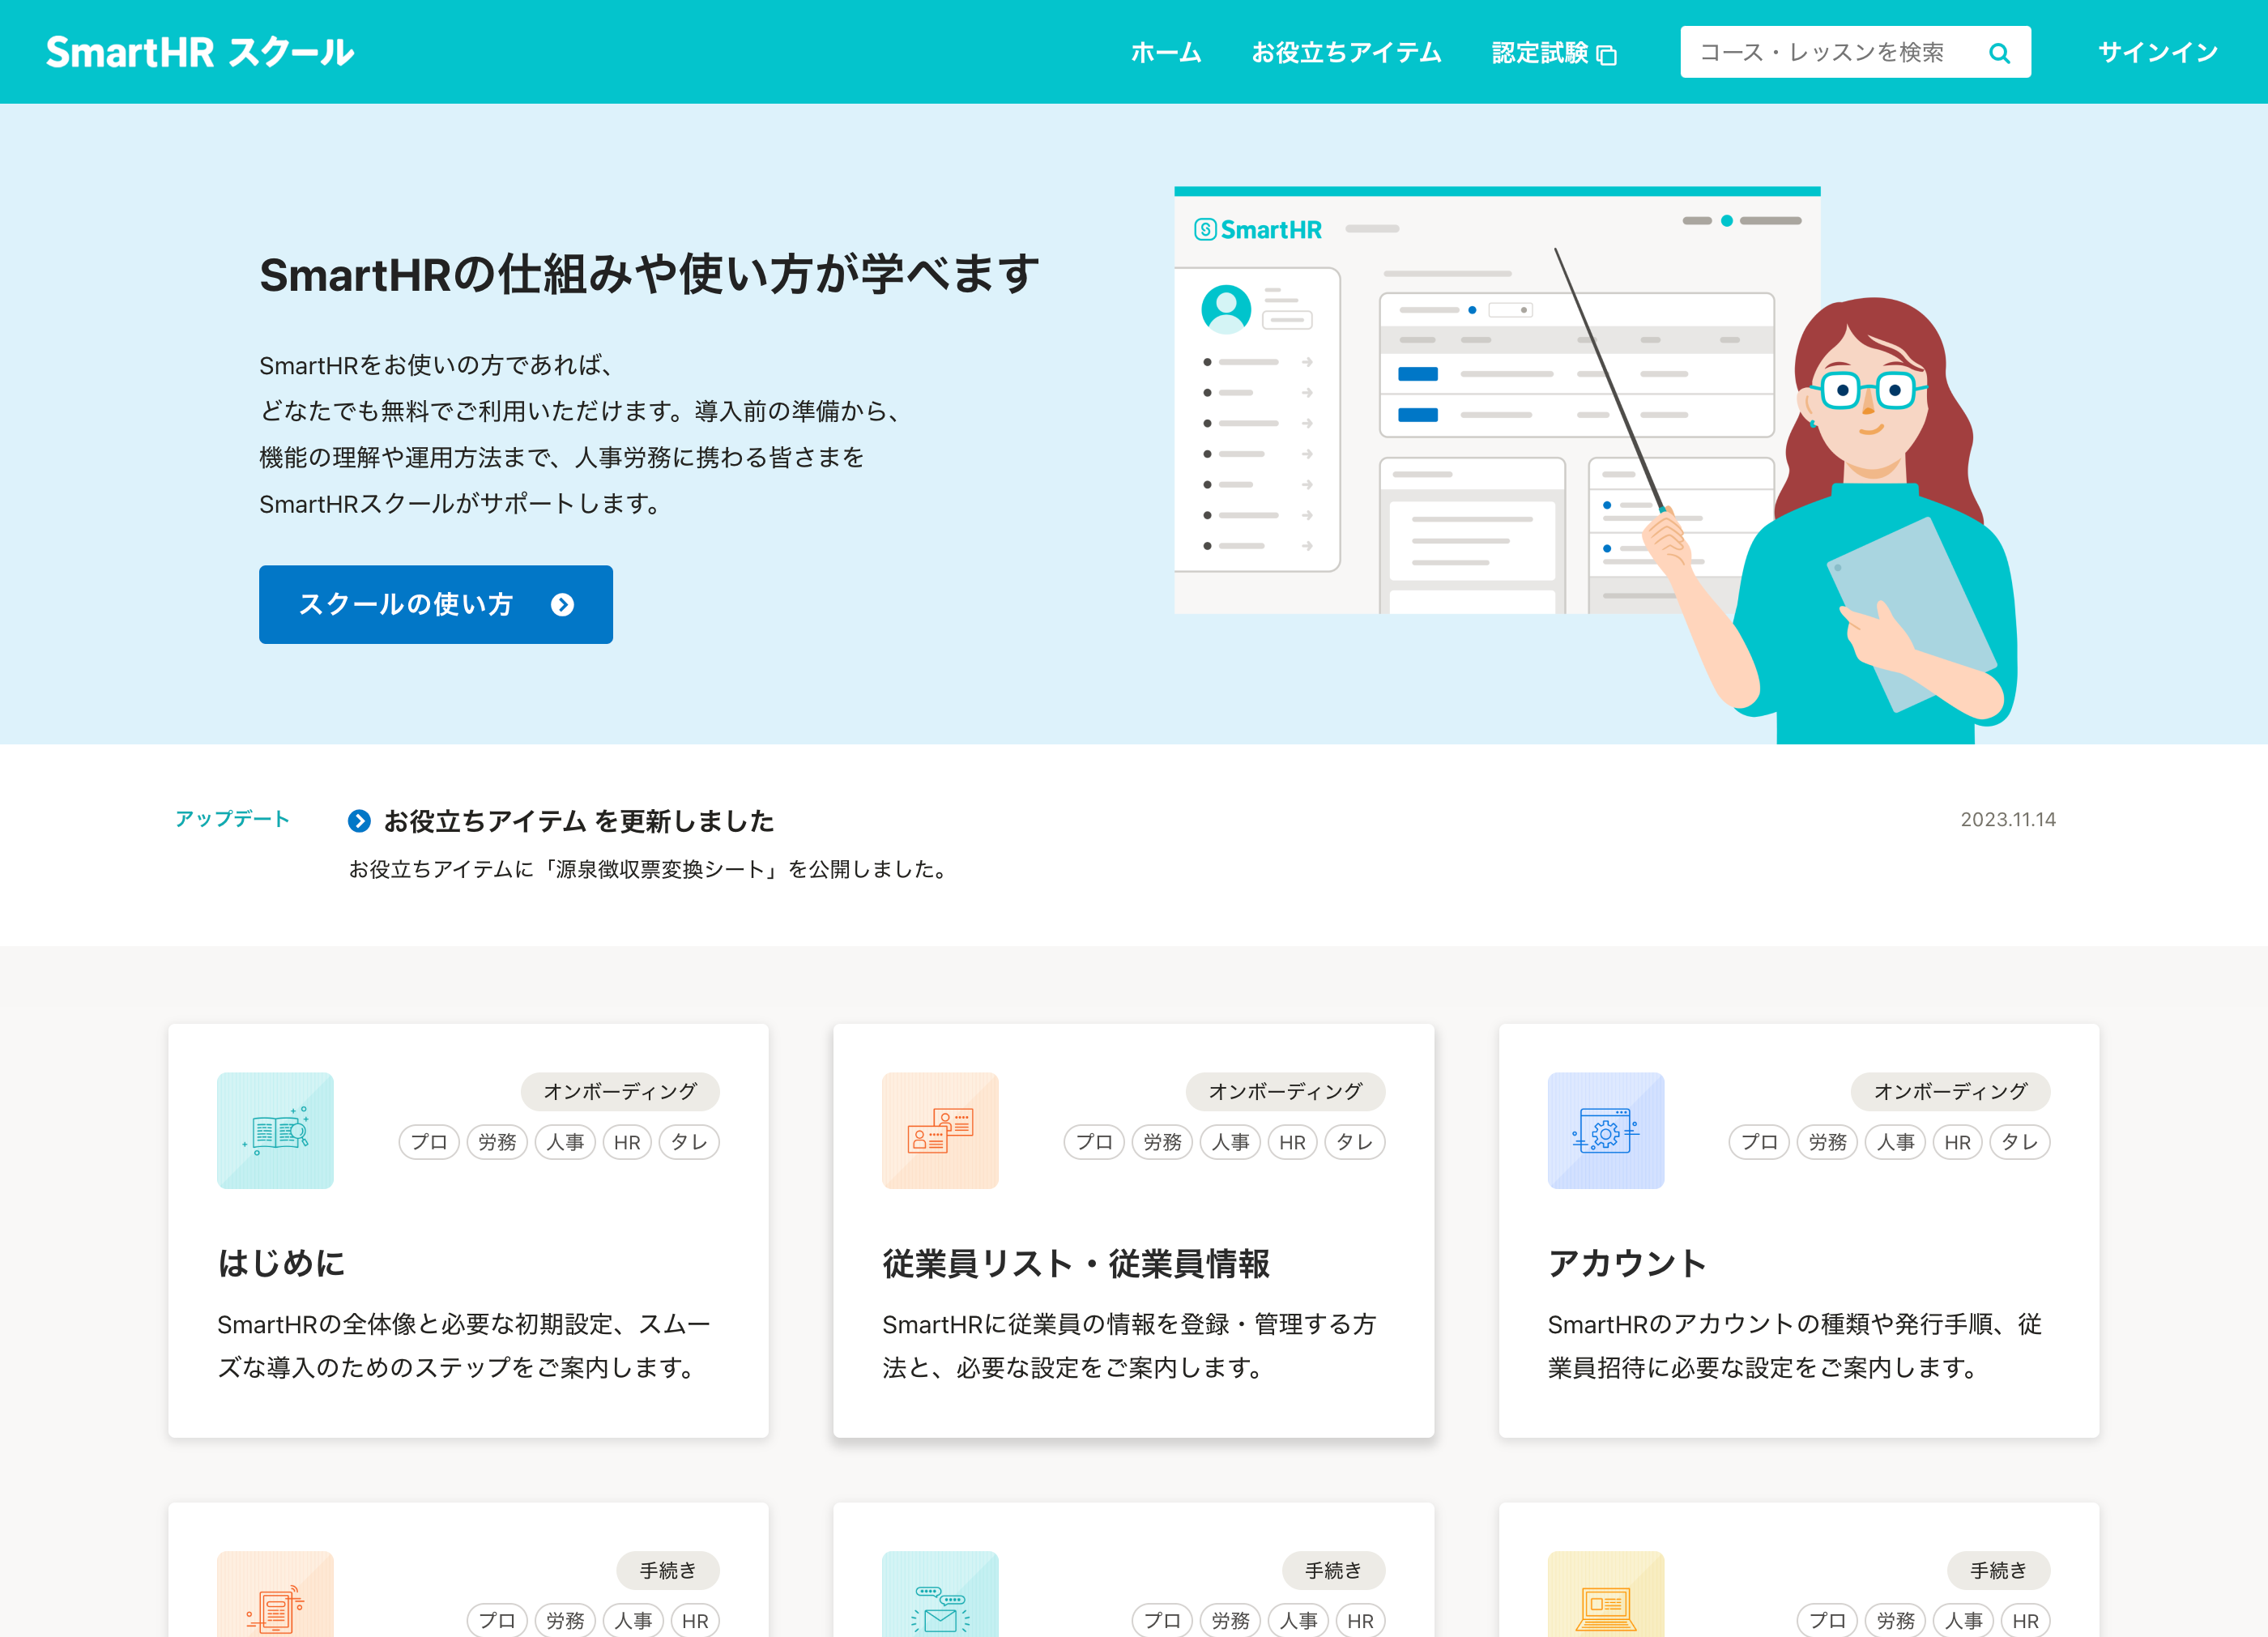 SmartHR スクール
ホーム
お役立ちアイテム
認定試験
コース・レッスンを検索
サインイン
SmartHRの仕組みや使い方が学べます
SmartHRをお使いの方であれば、
どなたでも無料でご利用いただけます。導入前の準備から、
機能の理解や運用方法まで、人事労務に携わる皆さまを
SmartHRスクールがサポートします。
スクールの使い方
SmartHR
アップデート
お役立ちアイテム を更新しました
2023.11.14
お役立ちアイテムに「源泉徴収票変換シート」を公開しました。
オンボーディング
プロ 労務 人事 HR タレ
はじめに
SmartHRの全体像と必要な初期設定、スムー
ズな導入のためのステップをご案内します。
オンボーディング
プロ 労務 人事 HR タレ
従業員リスト・従業員情報
SmartHRに従業員の情報を登録・管理する方
法と、必要な設定をご案内します。
オンボーディング
プロ 労務 人事 HR タレ
アカウント
SmartHRのアカウントの種類や発行手順、従
業員招待に必要な設定をご案内します。
手続き
プロ 労務 人事 HR
手続き
プロ 労務 人事 HR
手続き
プロ 労務 人事 HR